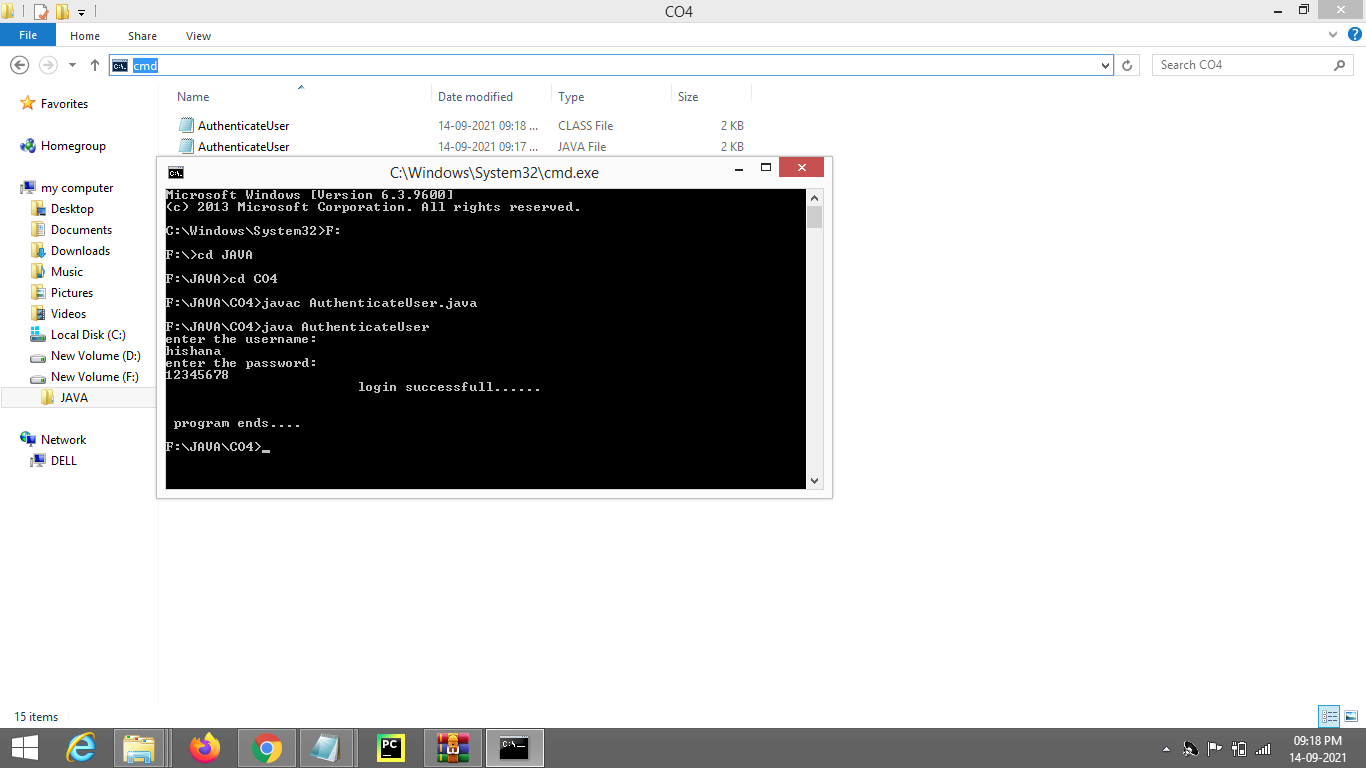 CO4
File Home Share View
cmd
Search CO4
Name Date modified Type Size
AuthenticateUser 14-09-2021 09:18 ... CLASS File 2 KB
AuthenticateUser 14-09-2021 09:17 ... JAVA File 2 KB
Favorites
Homegroup
my computer
Desktop
Documents
Downloads
Music
Pictures
Videos
Local Disk (C:)
New Volume (D:)
New Volume (F:)
JAVA
Network
DELL
C:\Windows\System32\cmd.exe
Microsoft Windows [Version 6.3.9600]
(c) 2013 Microsoft Corporation. All rights reserved.
C:\Windows\System32>F:
F:\>cd JAVA
F:\JAVA>cd CO4
F:\JAVA\CO4>javac AuthenticateUser.java
F:\JAVA\CO4>java AuthenticateUser
enter the username:
hishana
enter the password:
12345678
login successfull......
program ends....
F:\JAVA\CO4>_
15 items
PC
09:18 PM
14-09-2021